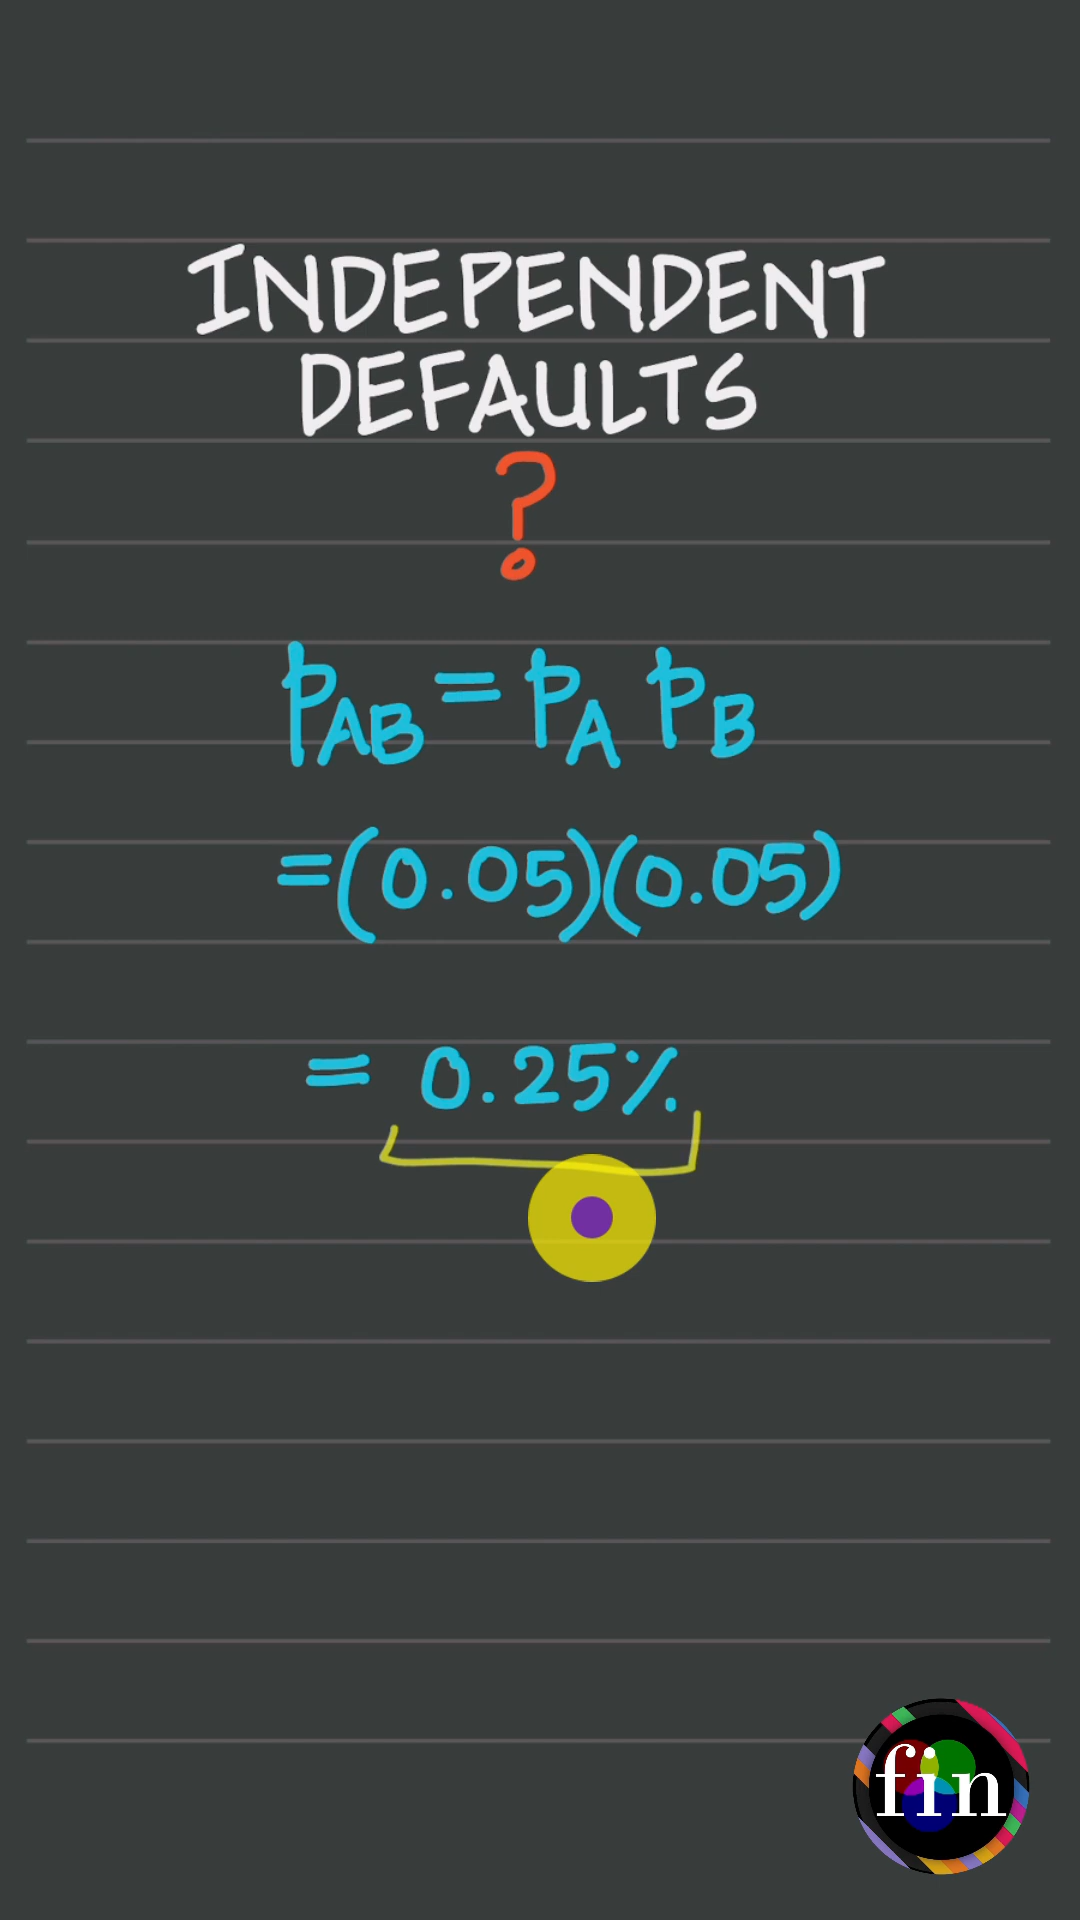 INDEPENDENT
DEFAULTS
?
PAB = PA PB
= (0.05)(0.05)
= 0.25%
fin